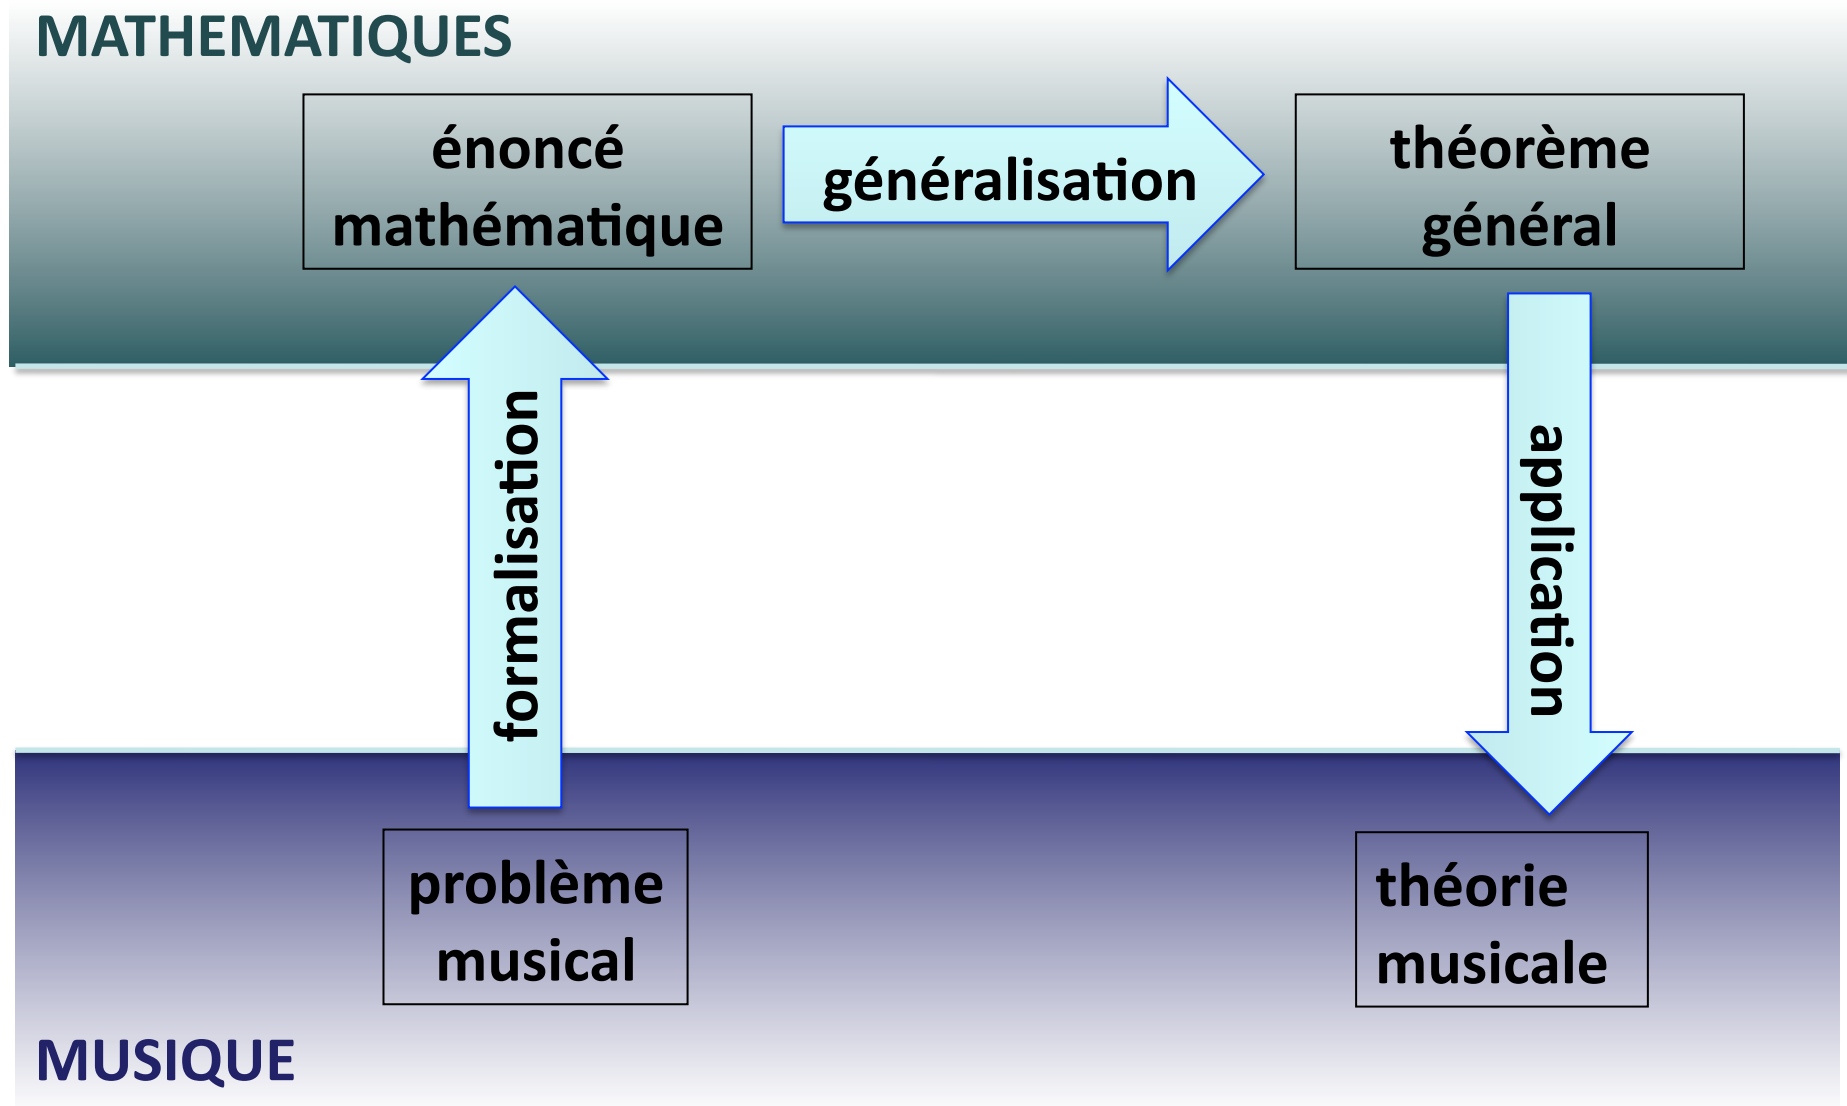 MATHEMATIQUES
énoncé
mathématique
généralisation
théorème
général
formalisation
application
problème
musical
théorie
musicale
MUSIQUE